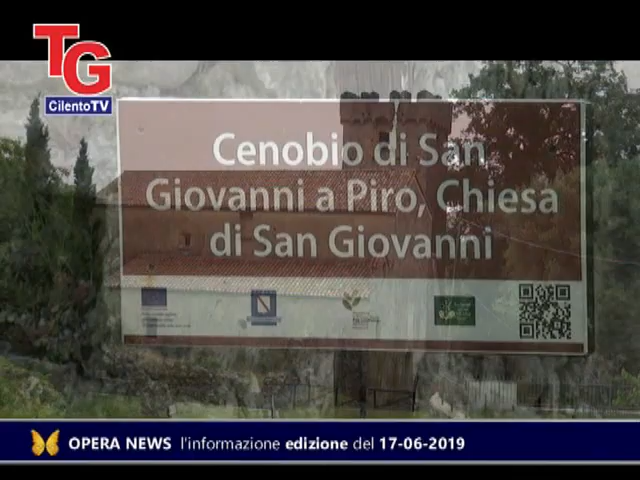 TG
CilentoTV
Cenobio di San
Giovanni a Piro, Chiesa
di San Giovanni
OPERA NEWS l'informazione edizione del 17-06-2019